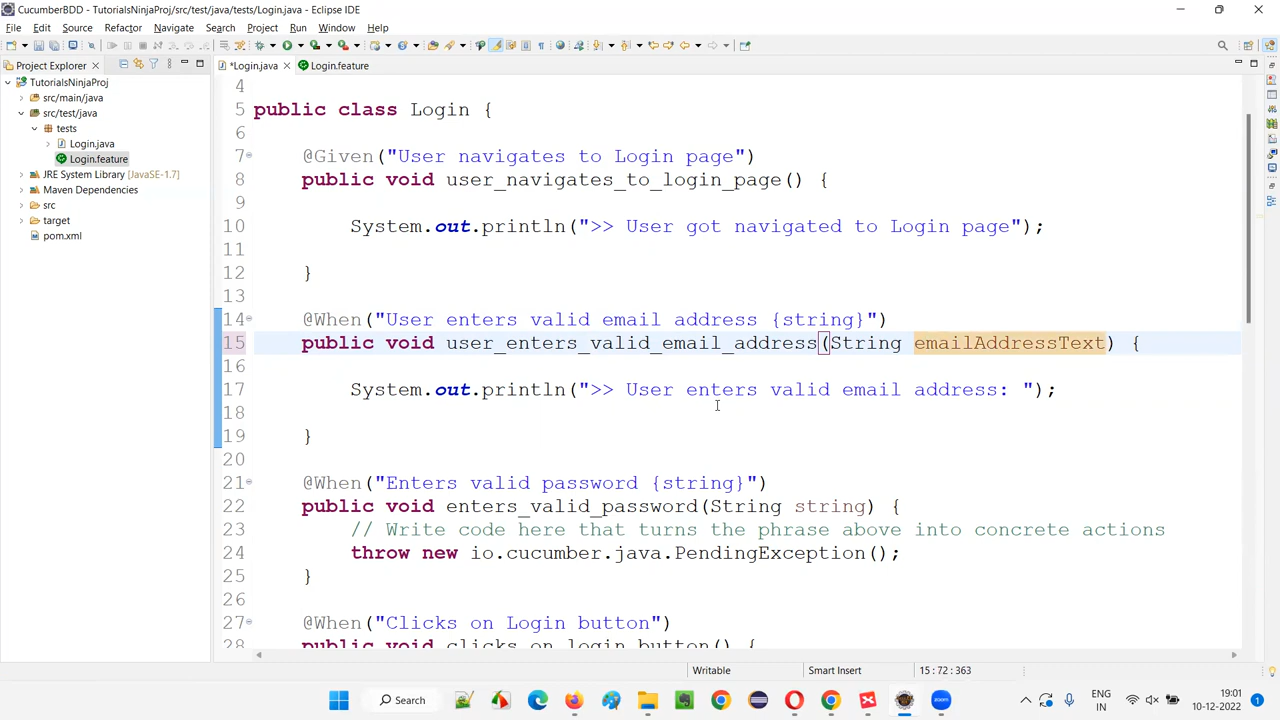 CucumberBDD - TutorialsNinjaProj/src/test/java/tests/Login.java - Eclipse IDE
File Edit Source Refactor Navigate Search Project Run Window Help
Project Explorer
*Login.java
Login.feature
TutorialsNinjaProj
src/main/java
src/test/java
tests
Login.java
Login.feature
JRE System Library [JavaSE-1.7]
Maven Dependencies
src
target
pom.xml
4
5 public class Login {
6
7 @Given("User navigates to Login page")
8 public void user_navigates_to_login_page() {
9
10 System.out.println(">> User got navigated to Login page");
11
12 }
13
14 @When("User enters valid email address {string}")
15 public void user_enters_valid_email_address(String emailAddressText) {
16
17 System.out.println(">> User enters valid email address: ");
18
19 }
20
21 @When("Enters valid password {string}")
22 public void enters_valid_password(String string) {
23 // Write code here that turns the phrase above into concrete actions
24 throw new io.cucumber.java.PendingException();
25 }
26
27 @When("Clicks on Login button")
28 public void clicks_on_login_button() {
Writable Smart Insert 15 : 72 : 363
Search
ENG
IN
19:01
10-12-2022
1